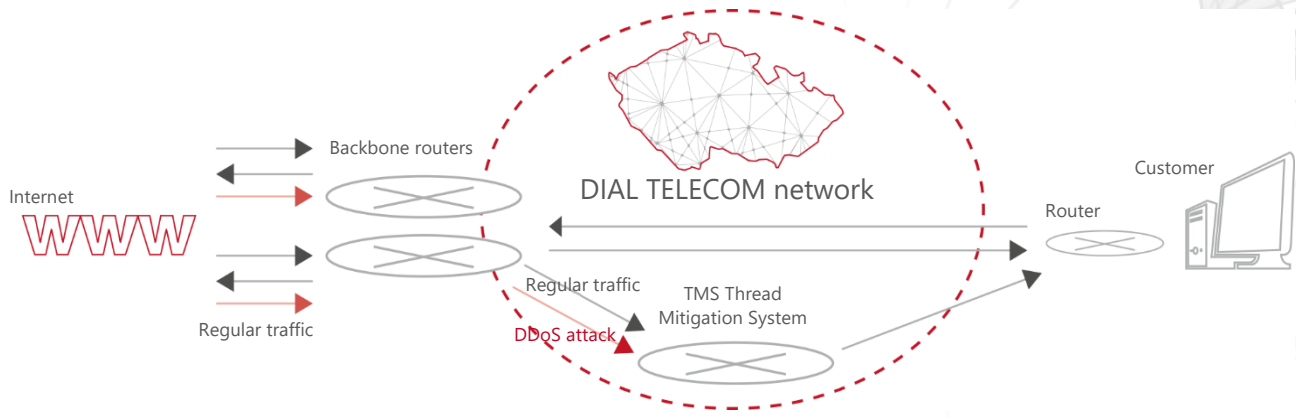 Backbone routers
Internet
WWW
DIAL TELECOM network
Customer
Router
Regular traffic
TMS Thread
Mitigation System
DDoS attack
Regular traffic